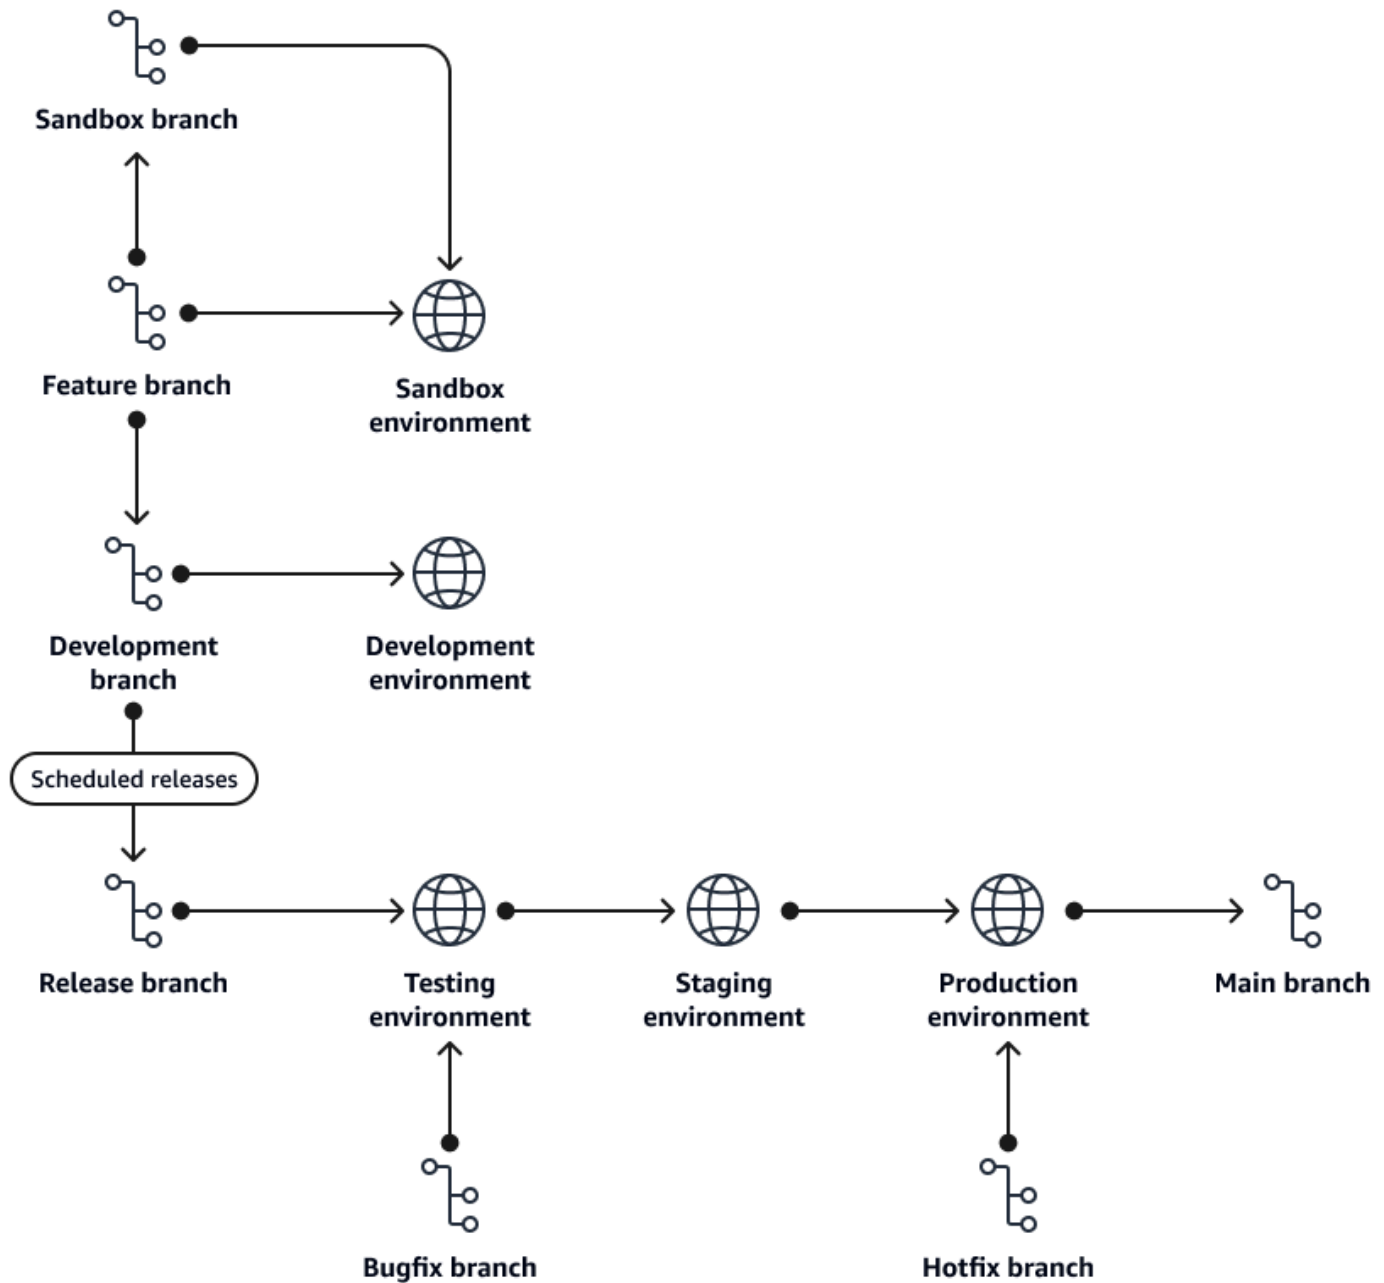 Sandbox branch
Feature branch
Sandbox
environment
Development
branch
Development
environment
Scheduled releases
Release branch
Testing
environment
Staging
environment
Production
environment
Main branch
Bugfix branch
Hotfix branch